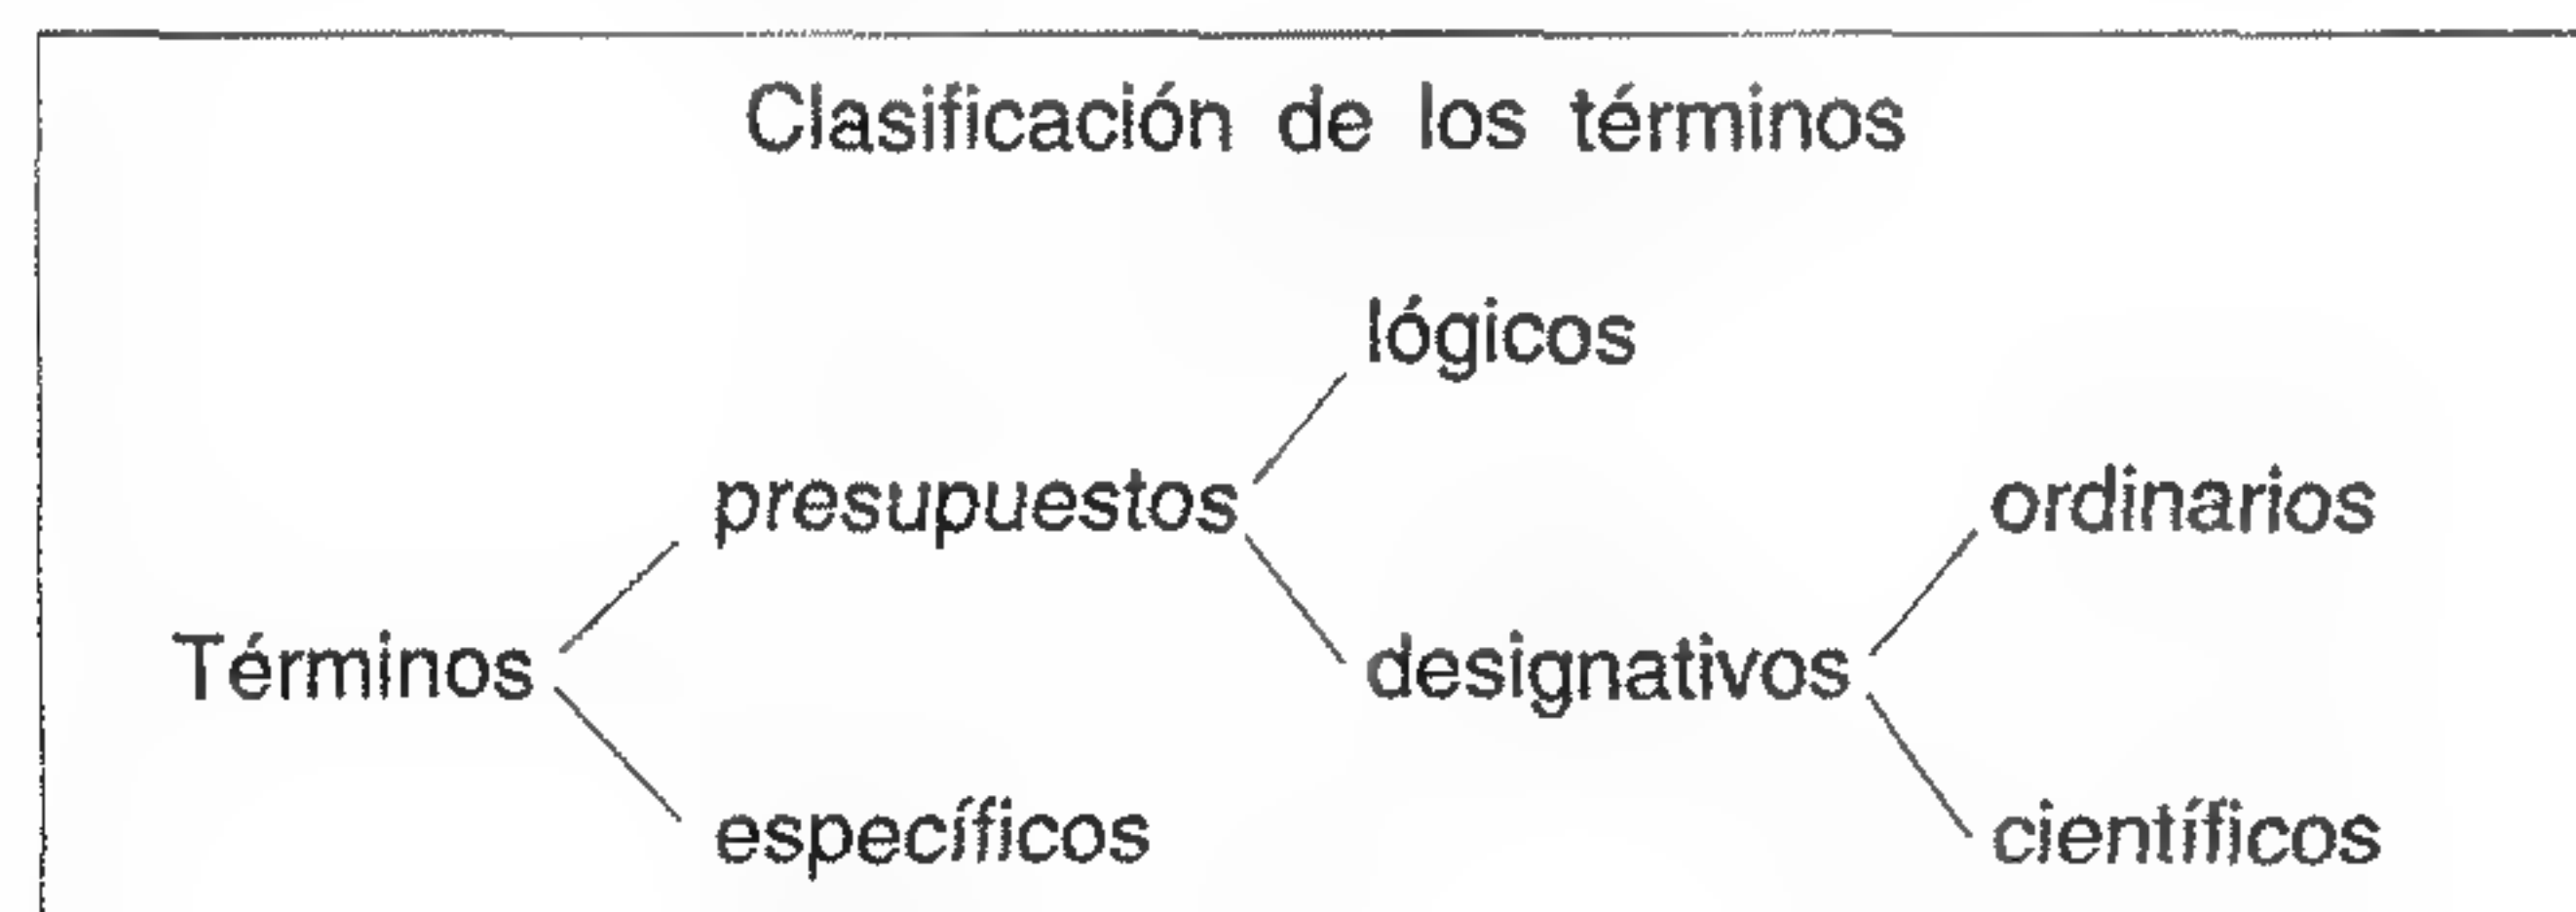 Clasificación de los términos
lógicos
presupuestos
ordinarios
Términos
designativos
específicos
científicos